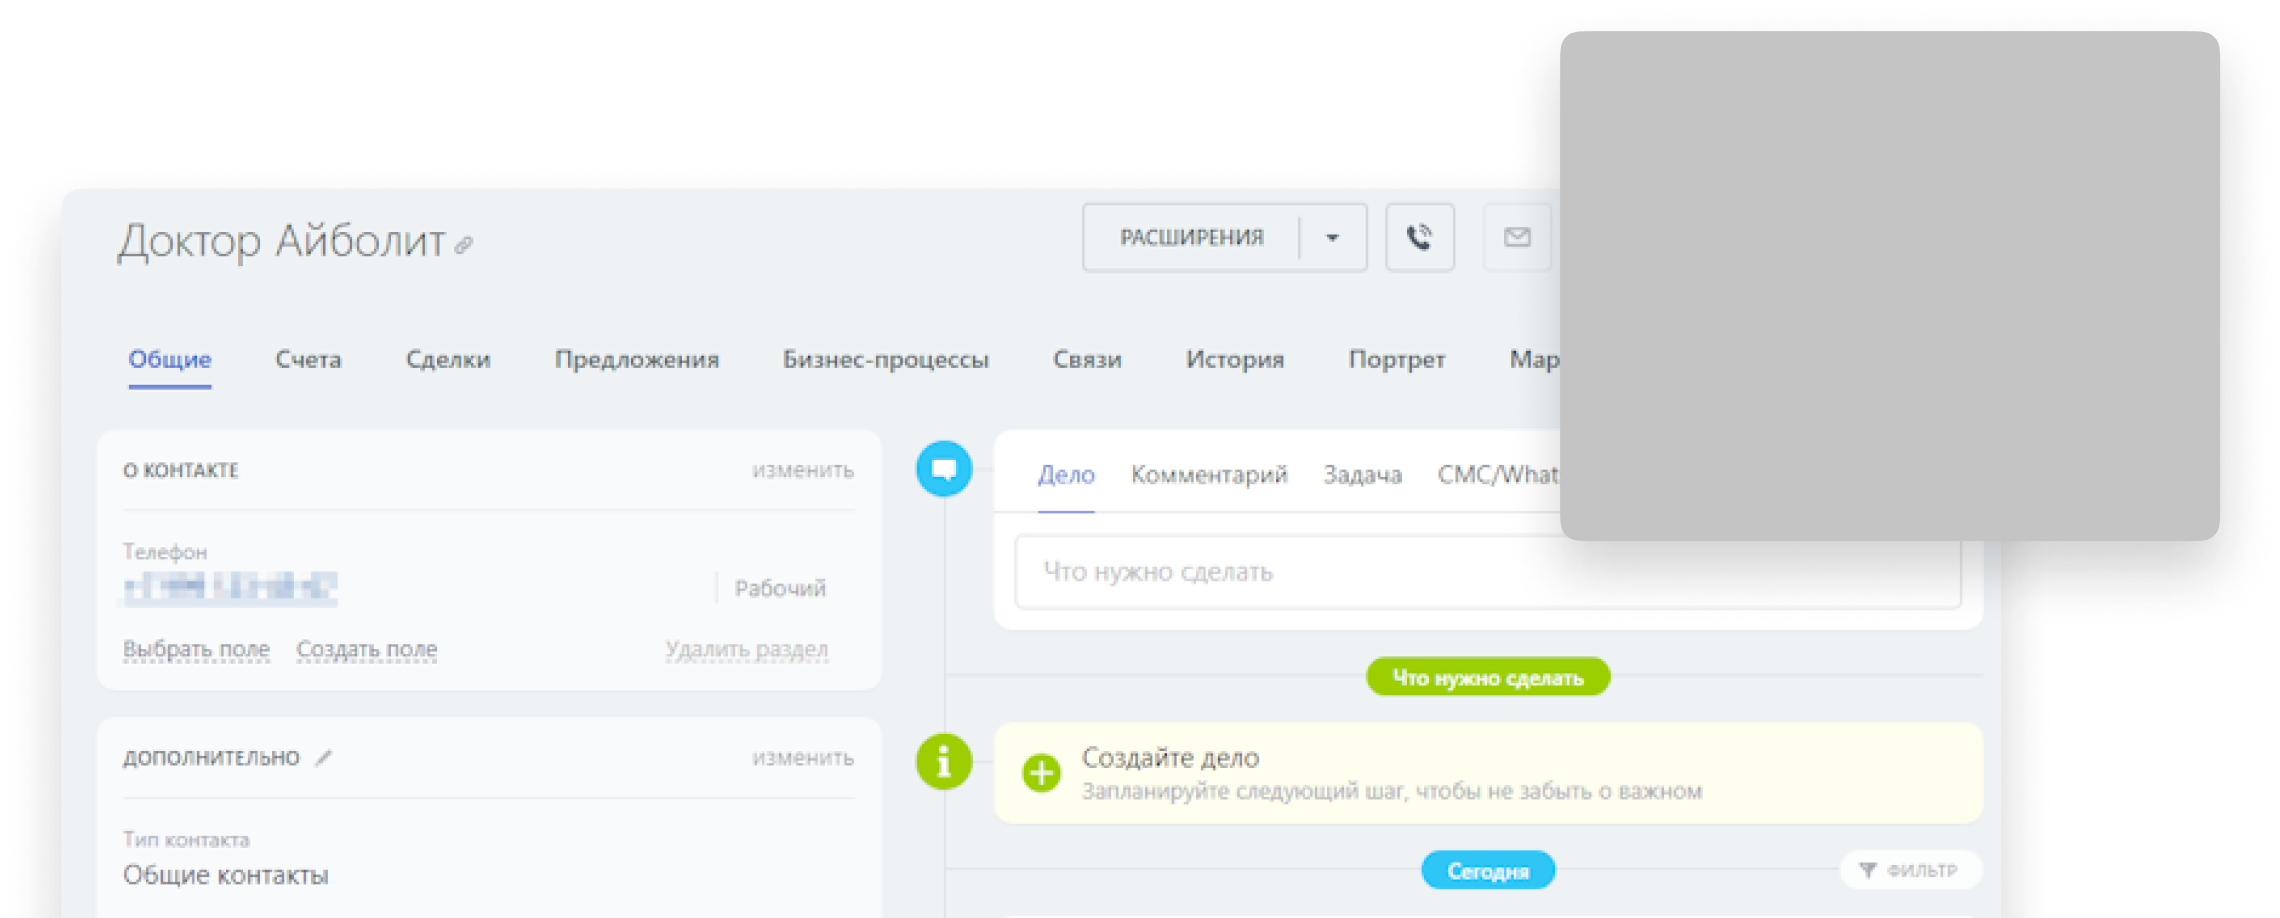 Доктор Айболит
РАСШИРЕНИЯ
Общие Счета Сделки Предложения Бизнес-процессы Связи История Портрет
О КОНТАКТЕ изменить
Телефон
Рабочий
Выбрать поле Создать поле Удалить раздел
ДОПОЛНИТЕЛЬНО изменить
Тип контакта
Общие контакты
Дело Комментарий Задача СМС/What
Что нужно сделать
Что нужно сделать
Создайте дело
Запланируйте следующий шаг, чтобы не забыть о важном
Сегодня
ФИЛЬТР